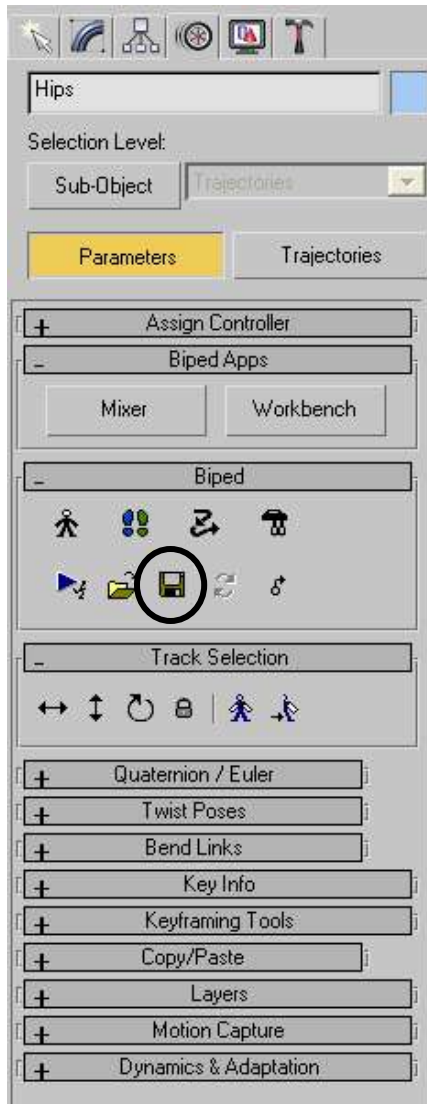 Hips
Selection Level:
Sub-Object Trajectories
Parameters Trajectories
+ Assign Controller
- Biped Apps
Mixer Workbench
- Biped
- Track Selection
+ Quaternion / Euler
+ Twist Poses
+ Bend Links
+ Key Info
+ Keyframing Tools
+ Copy/Paste
+ Layers
+ Motion Capture
+ Dynamics & Adaptation